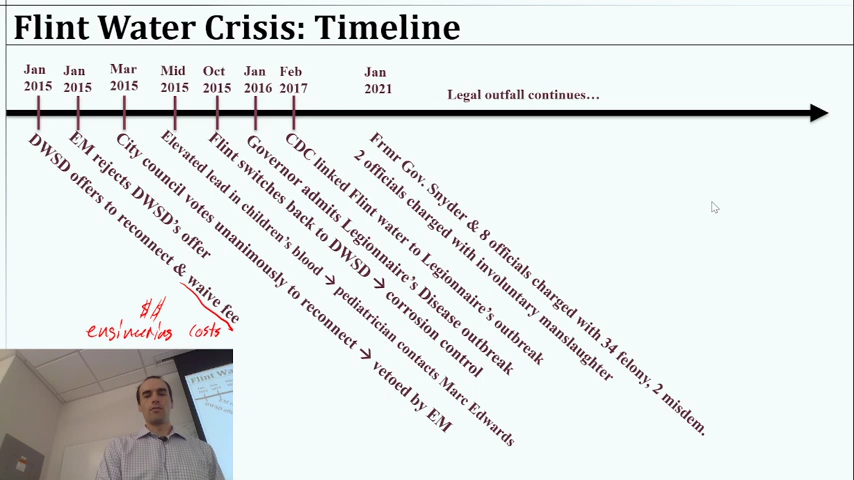 Flint Water Crisis: Timeline
Jan
2015
Jan
2015
Mar
2015
Mid
2015
Oct
2015
Jan
2016
Feb
2017
Jan
2021
Legal outfall continues…
DWSD offers to reconnect & waive fee
EM rejects DWSD's offer
City council votes unanimously to reconnect → vetoed by EM
Elevated lead in children's blood → pediatrician contacts Marc Edwards
Flint switches back to DWSD → corrosion control
Governor admits Legionnaire's Disease outbreak
CDC linked Flint water to Legionnaire's outbreak
Frmr Gov. Snyder & 8 officials charged with 34 felony, 2 misdem.
2 officials charged with involuntary manslaughter
$$
engineering costs
Flint Wa